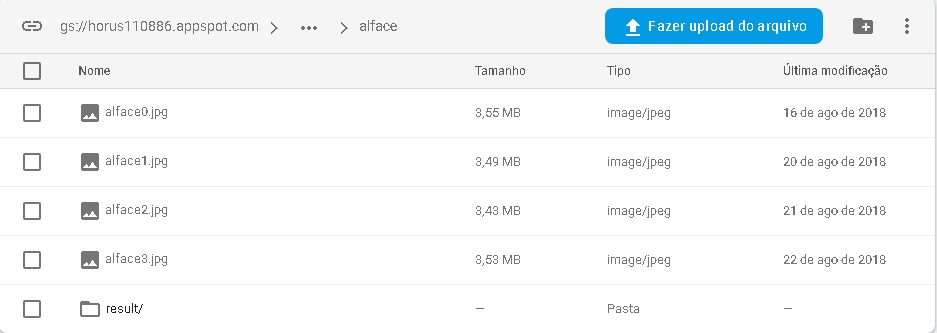 gs://horus110886.appspot.com > ... > alface Fazer upload do arquivo
Nome Tamanho Tipo Última modificação
alface0.jpg 3,55 MB image/jpeg 16 de ago de 2018
alface1.jpg 3,49 MB image/jpeg 20 de ago de 2018
alface2.jpg 3,43 MB image/jpeg 21 de ago de 2018
alface3.jpg 3,53 MB image/jpeg 22 de ago de 2018
result/ — Pasta —